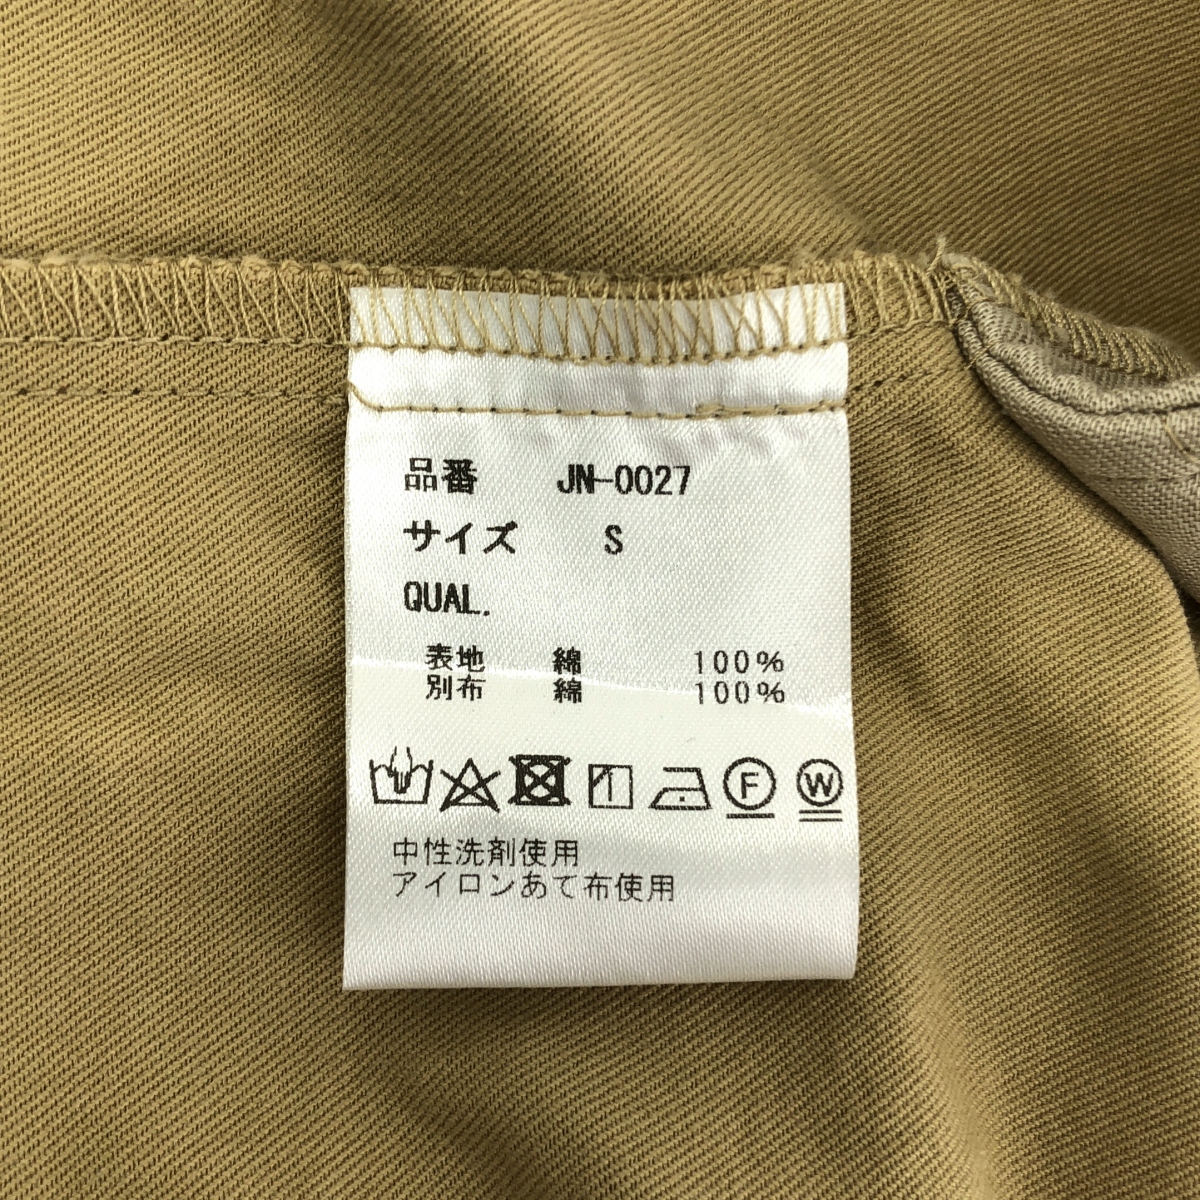 品番 JN-0027
サイズ S
QUAL.
表地 綿 100%
別布 綿 100%
F W
中性洗剤使用
アイロンあて布使用